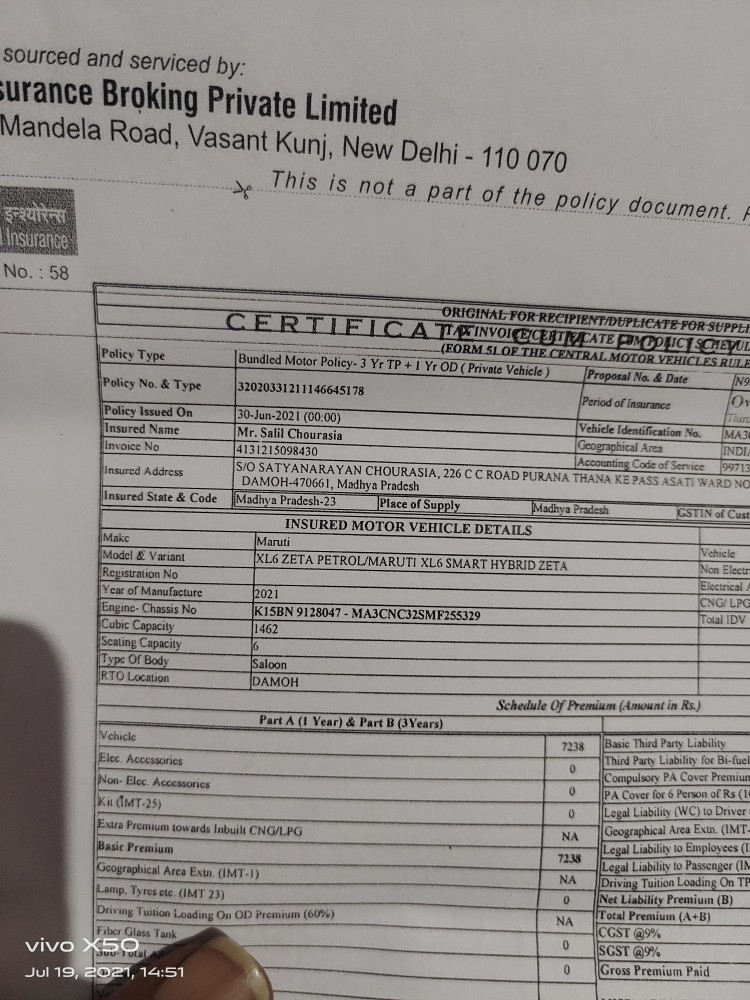 sourced and serviced by:
surance Broking Private Limited
Mandela Road, Vasant Kunj, New Delhi - 110 070
This is not a part of the policy document.
इन्श्योरेन्स
Insurance
No. : 58
ORIGINAL FOR RECIPIENT/DUPLICATE FOR SUPPLI
CERTIFICATE CUM POLICY
TAX INVOICE/CERTIFICATE CUM POLICY SCHEDUL
(FORM 51 OF THE CENTRAL MOTOR VEHICLES RULE
Policy Type Bundled Motor Policy- 3 Yr TP + 1 Yr OD ( Private Vehicle ) Proposal No. & Date N9
Policy No. & Type 32020331211146645178 Period of Insurance Ov
Policy Issued On 30-Jun-2021 (00:00)
Insured Name Mr. Salil Chourasia Vehicle Identification No. MA3
Invoice No 4131215098430 Geographical Area INDI
Accounting Code of Service 99713
Insured Address S/O SATYANARAYAN CHOURASIA, 226 C C ROAD PURANA THANA KE PASS ASATI WARD NO
DAMOH-470661, Madhya Pradesh
Insured State & Code Madhya Pradesh-23 Place of Supply Madhya Pradesh GSTIN of Cust
INSURED MOTOR VEHICLE DETAILS
Make Maruti Vehicle
Model & Variant XL6 ZETA PETROL/MARUTI XL6 SMART HYBRID ZETA Non Electr
Registration No Electrical A
Year of Manufacture 2021 CNG/ LPG
Engine- Chassis No K15BN 9128047 - MA3CNC32SMF255329 Total IDV
Cubic Capacity 1462
Seating Capacity 6
Type Of Body Saloon
RTO Location DAMOH
Schedule Of Premium (Amount in Rs.)
Part A (1 Year) & Part B (3Years)
Vehicle 7238 Basic Third Party Liability
Elec. Accessories 0 Third Party Liability for Bi-fuel
Non- Elec. Accessories 0 Compulsory PA Cover Premium
Kit (IMT-25) 0 PA Cover for 6 Person of Rs (1
Legal Liability (WC) to Driver
Extra Premium towards Inbuilt CNG/LPG NA Geographical Area Extn. (IMT-
Basic Premium 7238 Legal Liability to Employees (I
Geographical Area Extn. (IMT-1) NA Legal Liability to Passenger (IM
Lamp, Tyres etc. (IMT 23) 0 Driving Tuition Loading On TP
Net Liability Premium (B)
Driving Tuition Loading On OD Premium (60%) NA Total Premium (A+B)
Fiber Glass Tank 0 CGST @9%
Sub-Total 0 SGST @9%
Gross Premium Paid
vivo X50
Jul 19, 2021, 14:51